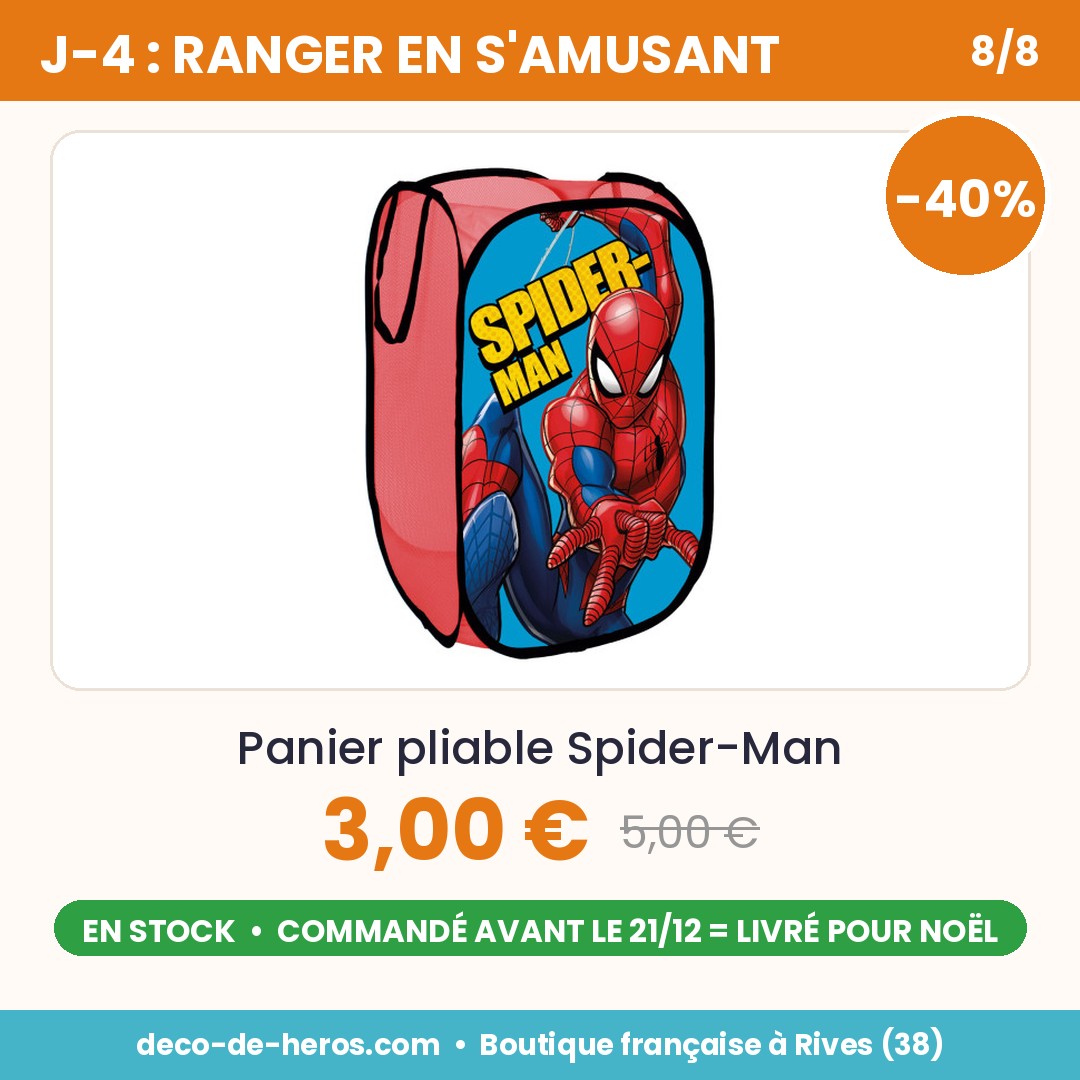 J-4 : RANGER EN S'AMUSANT
8/8
-40%
SPIDER-
MAN
Panier pliable Spider-Man
3,00 € 5,00 €
EN STOCK • COMMANDÉ AVANT LE 21/12 = LIVRÉ POUR NOËL
deco-de-heros.com • Boutique française à Rives (38)